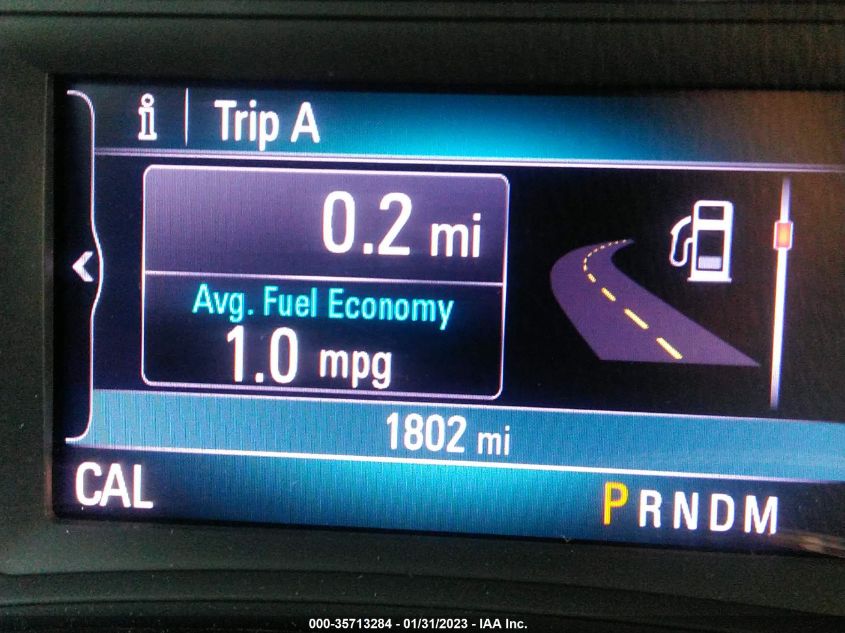 i Trip A
0.2 mi
Avg. Fuel Economy
1.0 mpg
1802 mi
CAL
PRNDM
000-35713284 - 01/31/2023 - IAA Inc.